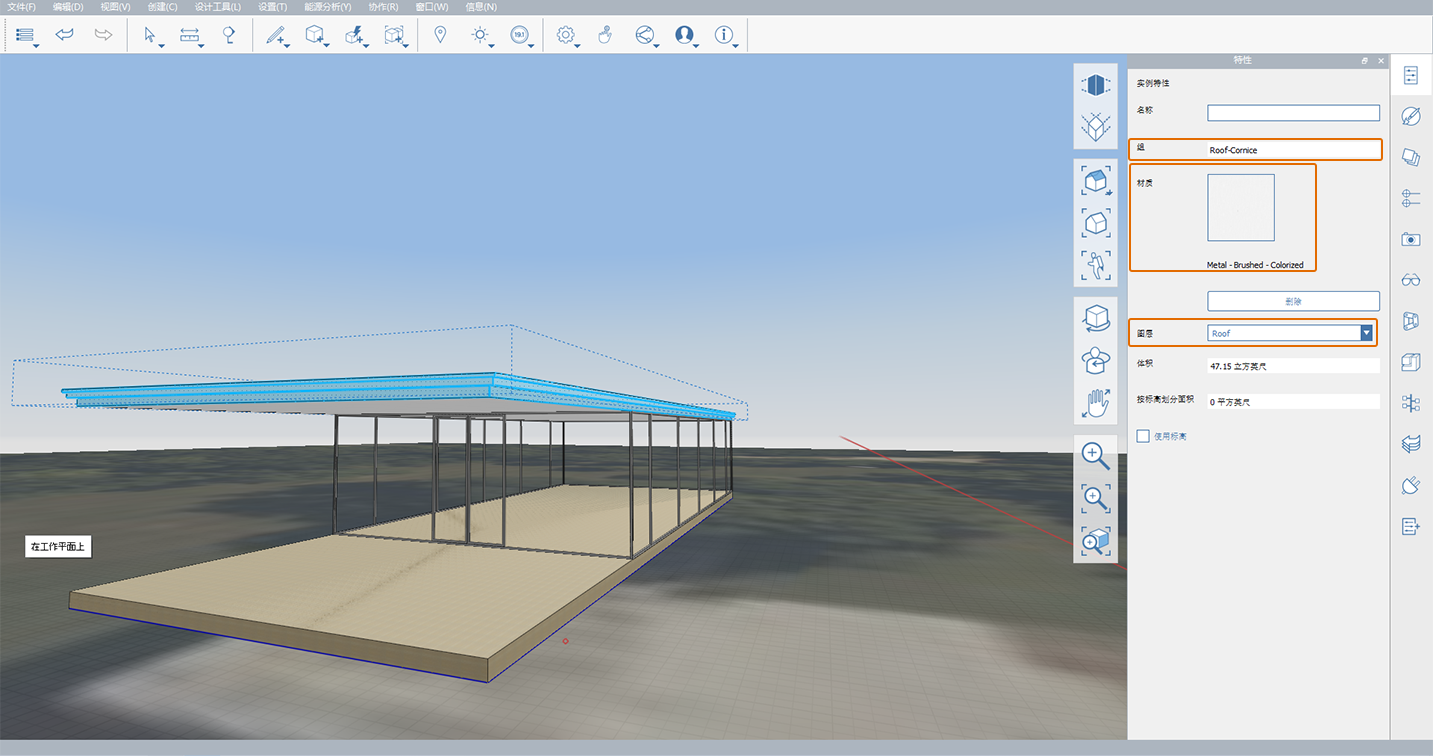 文件(F) 编辑(D) 视图(V) 创建(C) 设计工具(L) 设置(T) 能源分析(Y) 协作(R) 窗口(W) 信息(N)
19.1
特性
实例特性
名称
组 Roof-Cornice
材质
Metal - Brushed - Colorized
删除
图层 Roof
体积 47.15 立方英尺
按标高划分面积 0 平方英尺
使用标高
在工作平面上